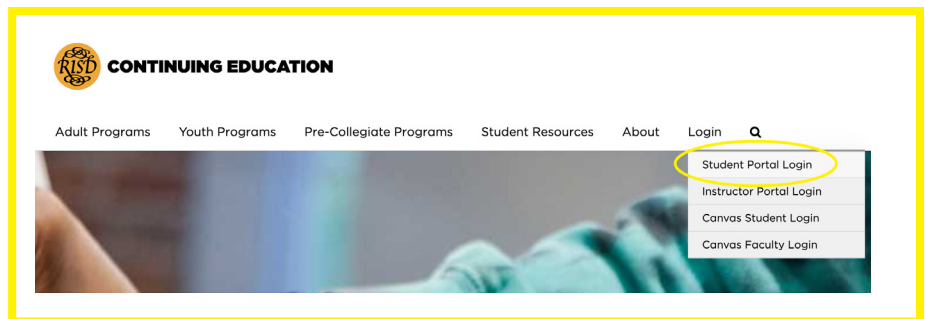 RISD CONTINUING EDUCATION
Adult Programs Youth Programs Pre-Collegiate Programs Student Resources About Login
Student Portal Login
Instructor Portal Login
Canvas Student Login
Canvas Faculty Login